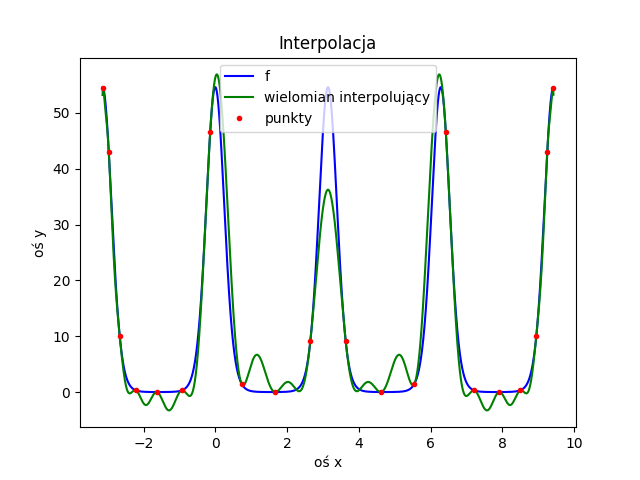 Interpolacja
f
wielomian interpolujący
punkty
oś y
50
40
30
20
10
0
−2
0
2
4
6
8
10
oś x